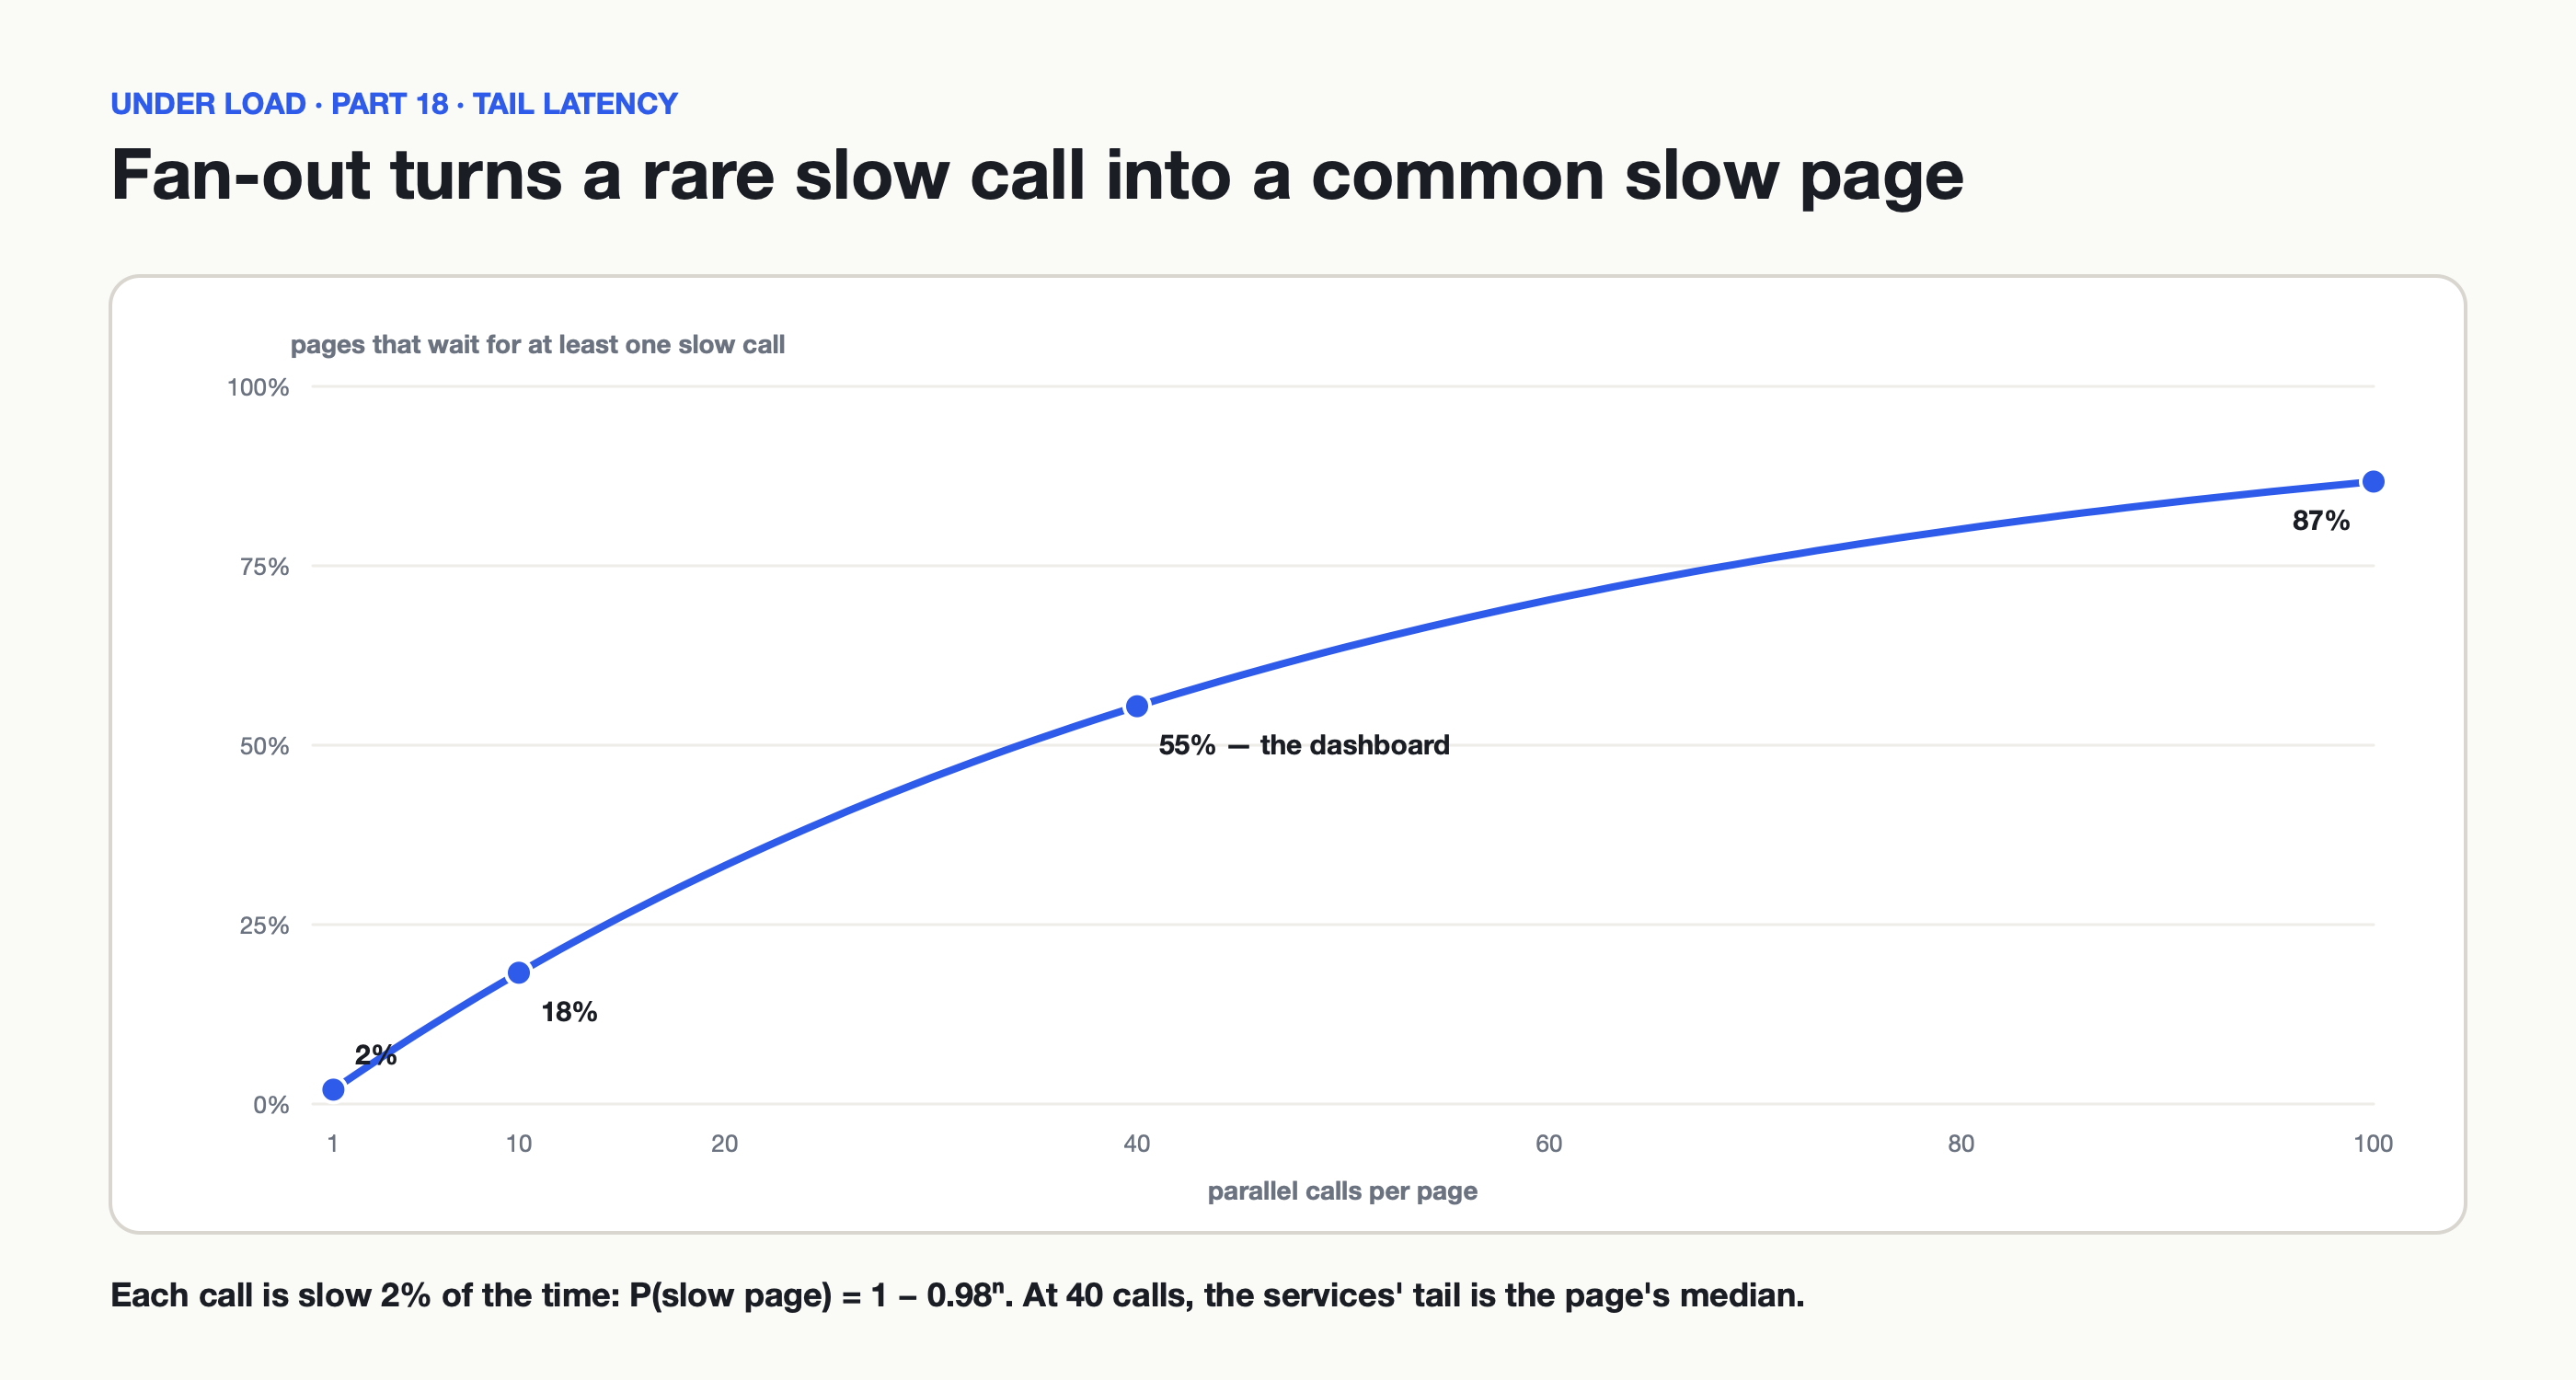 UNDER LOAD · PART 18 · TAIL LATENCY
Fan-out turns a rare slow call into a common slow page
pages that wait for at least one slow call
100%
87%
75%
55% — the dashboard
50%
25%
18%
2%
0%
1 10 20 40 60 80 100
parallel calls per page
Each call is slow 2% of the time: P(slow page) = 1 − 0.98ⁿ. At 40 calls, the services' tail is the page's median.